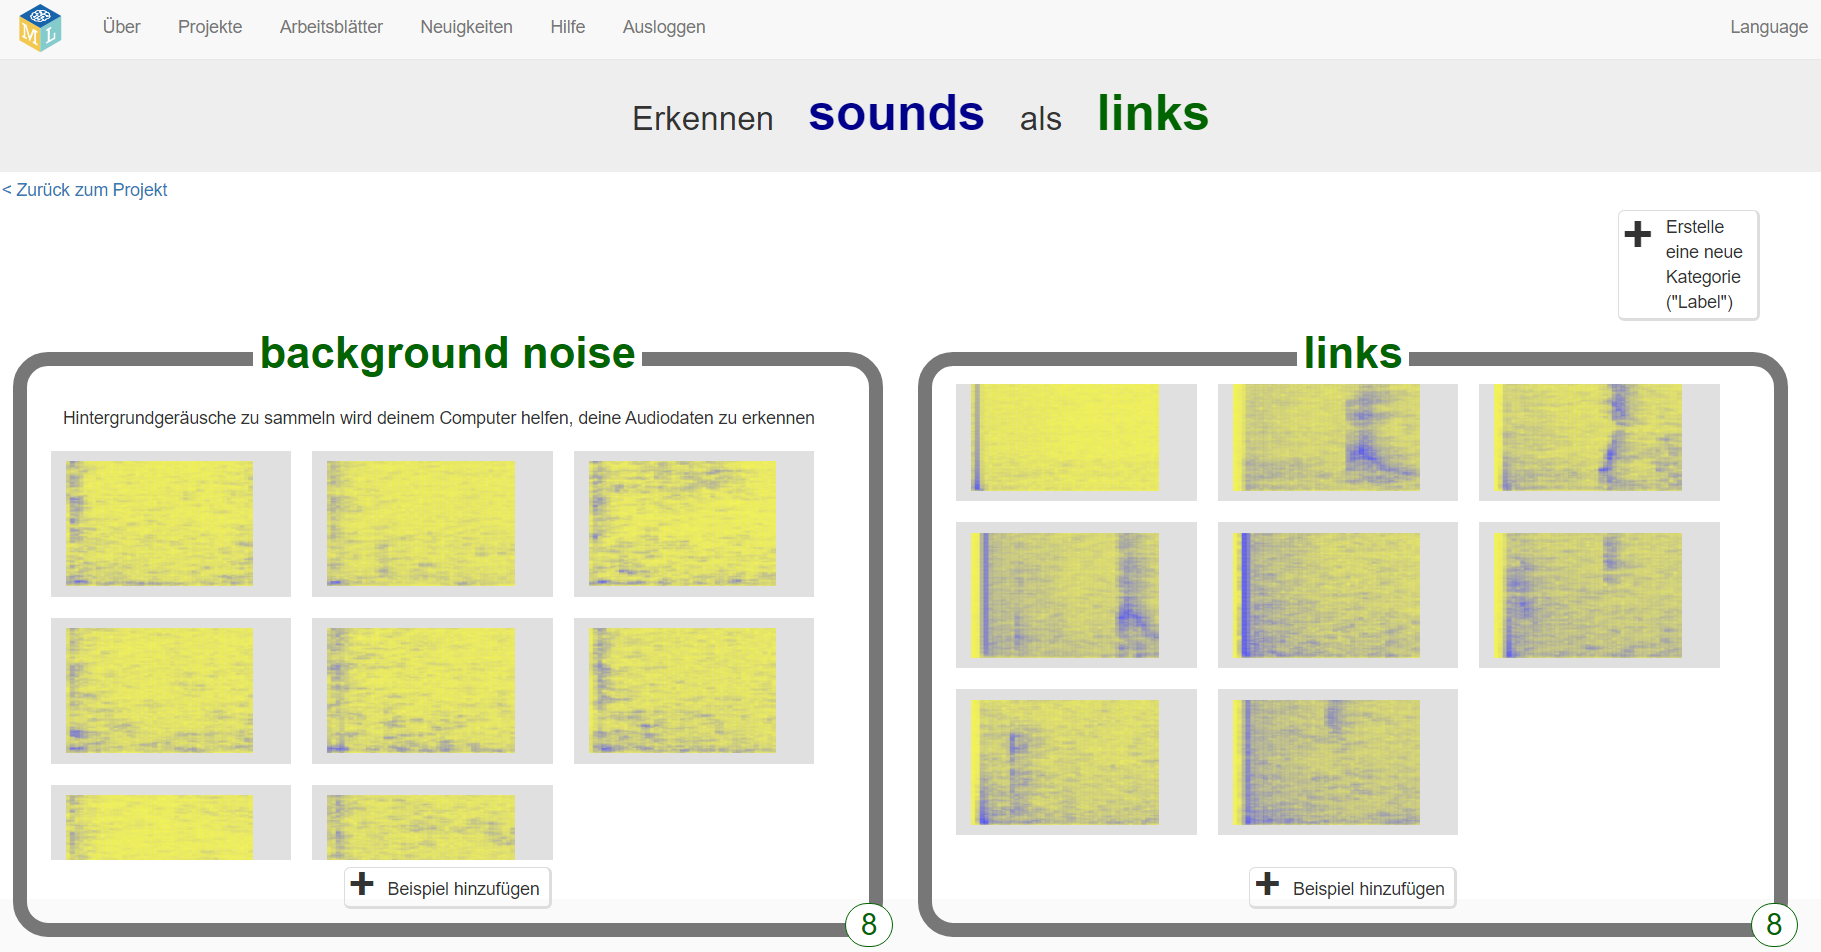 M L
Über Projekte Arbeitsblätter Neuigkeiten Hilfe Ausloggen Language
Erkennen sounds als links
< Zurück zum Projekt
Erstelle
eine neue
Kategorie
("Label")
background noise
Hintergrundgeräusche zu sammeln wird deinem Computer helfen, deine Audiodaten zu erkennen
Beispiel hinzufügen
8
links
Beispiel hinzufügen
8